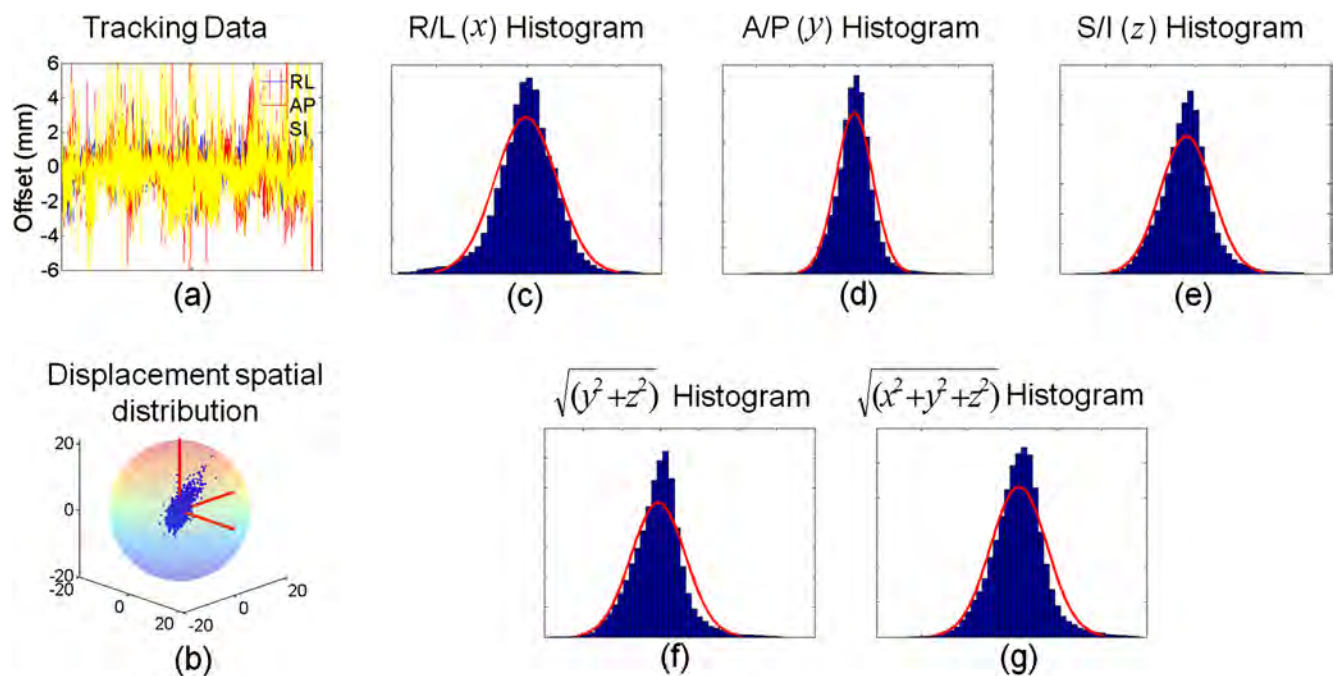 Tracking Data
R/L (x) Histogram
A/P (y) Histogram
S/I (z) Histogram
Offset (mm)
6
4
2
0
-2
-4
-6
RL
AP
SI
(a)
(c)
(d)
(e)
Displacement spatial
distribution
√(y²+z²) Histogram
√(x²+y²+z²) Histogram
20
0
-20
-20
0
20
-20
0
20
(b)
(f)
(g)